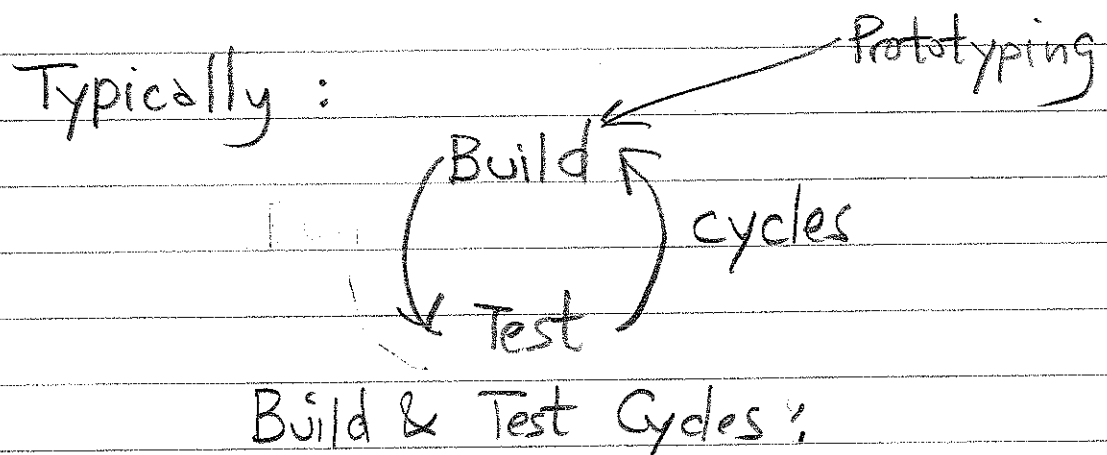 Prototyping
Typically :
Build
cycles
Test
Build & Test Cycles :